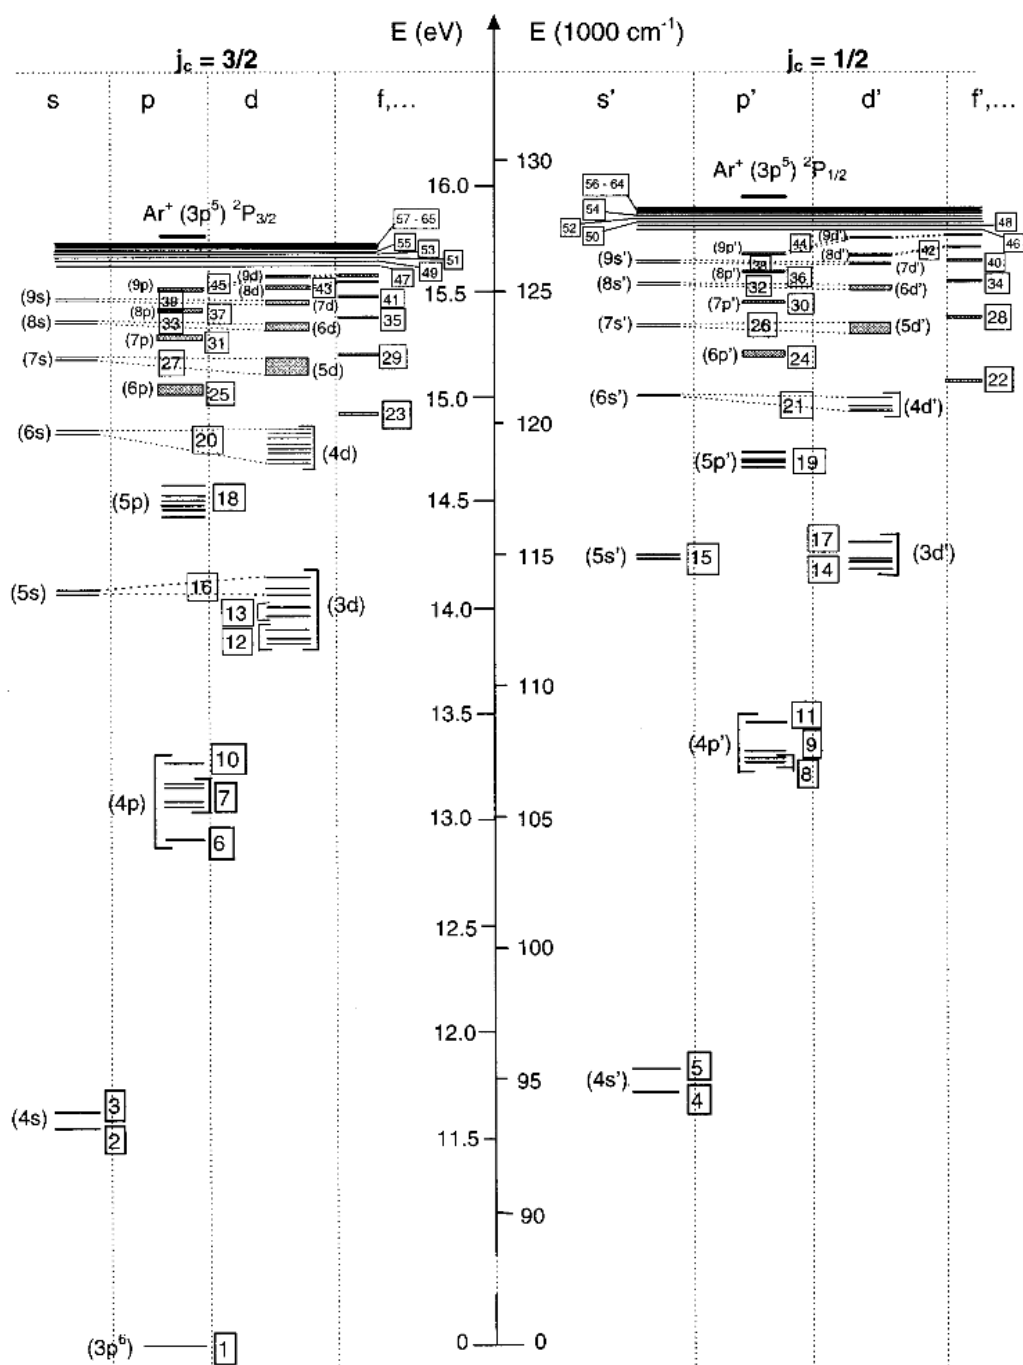 E (eV) E (1000 cm⁻¹)
j_c = 3/2 j_c = 1/2
s p d f,... s' p' d' f',...
130
16.0
Ar⁺ (3p⁵) ²P₃/₂
Ar⁺ (3p⁵) ²P₁/₂
57 - 65
55
53
51
49
47
56 - 64
54
52
50
48
46
(9p) 45 (9d)
(8d) 43
(9s) 38 (7d) 41
15.5 125
(8p) 37
(8s) 33 (6d) 35
(7p) 31
(7s) 27 (5d) 29
(6p) 25
23
15.0
120
(6s) 20 (4d)
(5p) 18
14.5
115
(5s) 16 (3d)
14.0
13
12
110
13.5
10
(4p) 7
6
13.0 105
12.5
100
12.0
95
(4s) 3
2
11.5
90
(3p⁶) 1
0 0
44 (9d')
(9p') (8d') 42
(9s') 38 (7d') 40
(8p') 36
(8s') 32 (6d') 34
(7p') 30
(7s') 26 (5d') 28
(6p') 24
22
(6s') 21 (4d')
(5p') 19
17
(5s') 15 (3d')
14
11
(4p') 9
8
5
(4s')
4